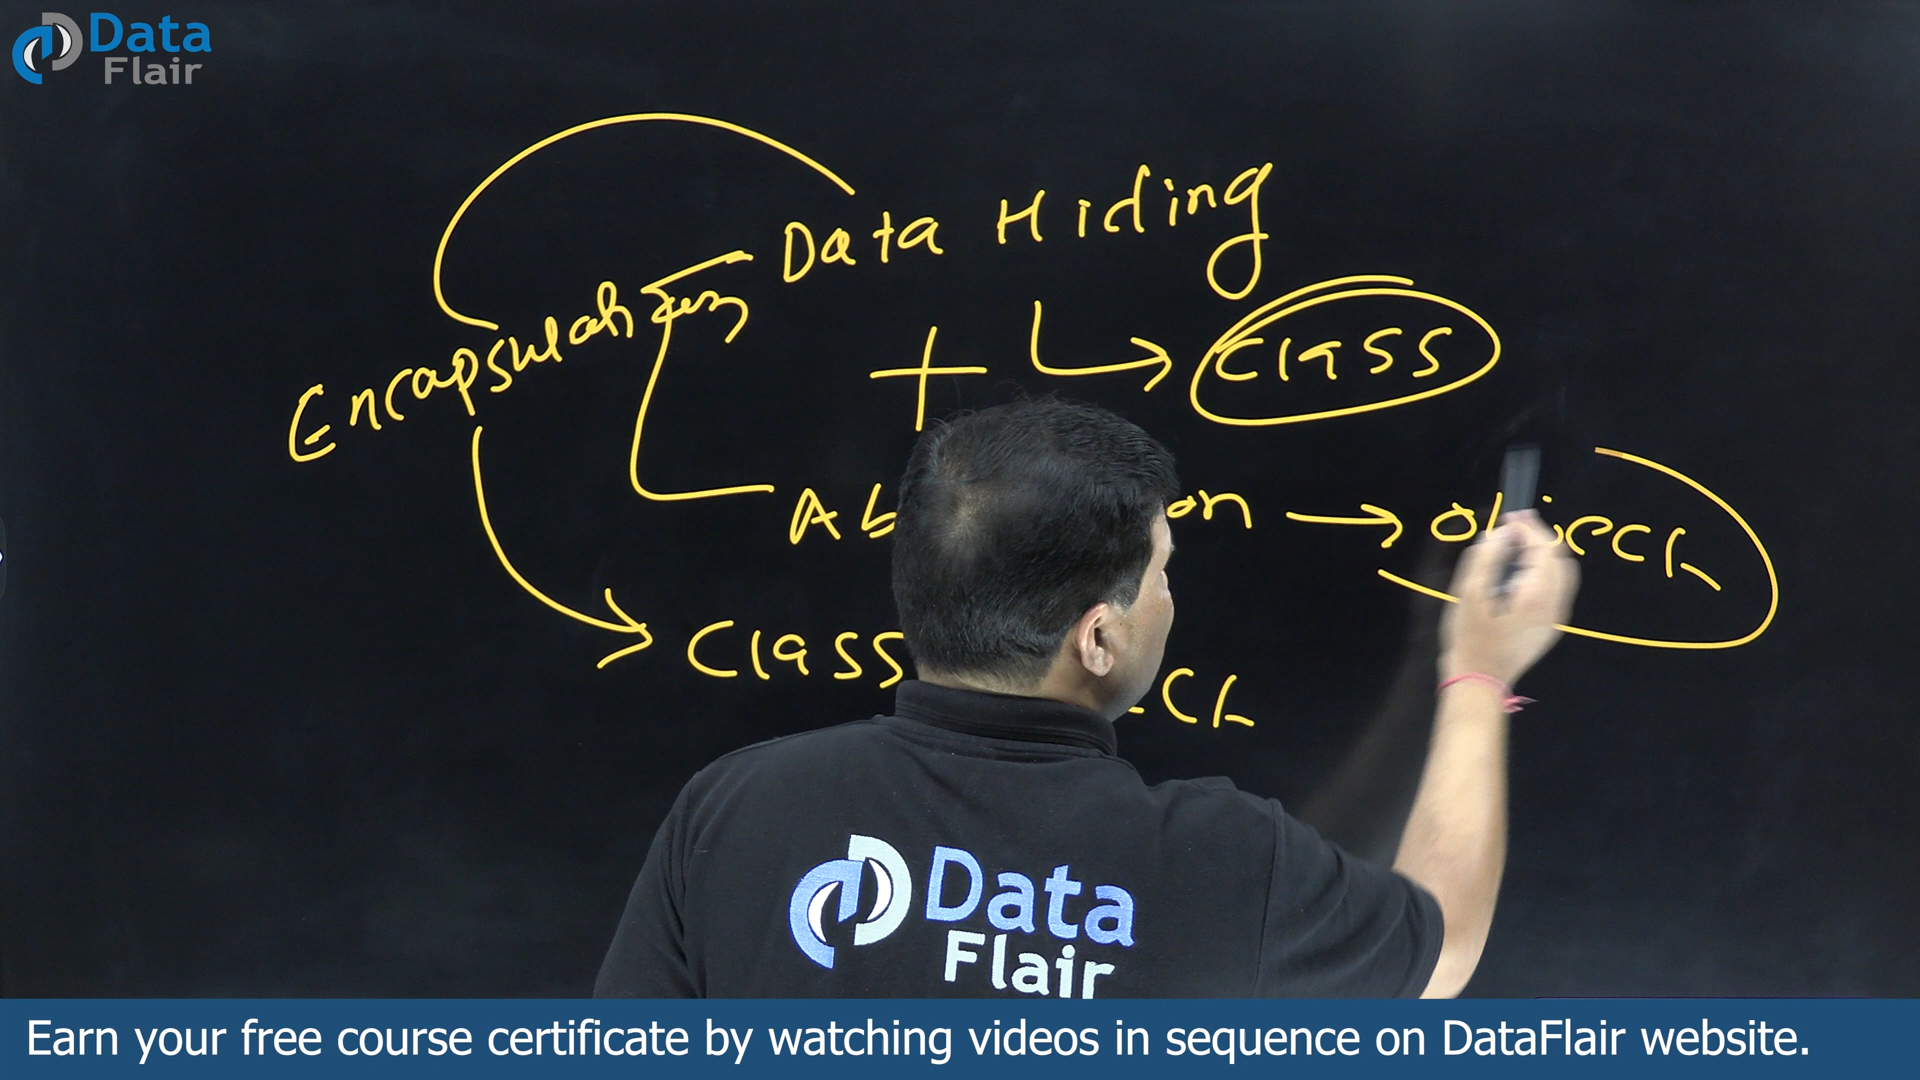 Data
Flair
Data Hiding
Encapsulation
+
class
→ object
class
Data
Flair
Earn your free course certificate by watching videos in sequence on DataFlair website.